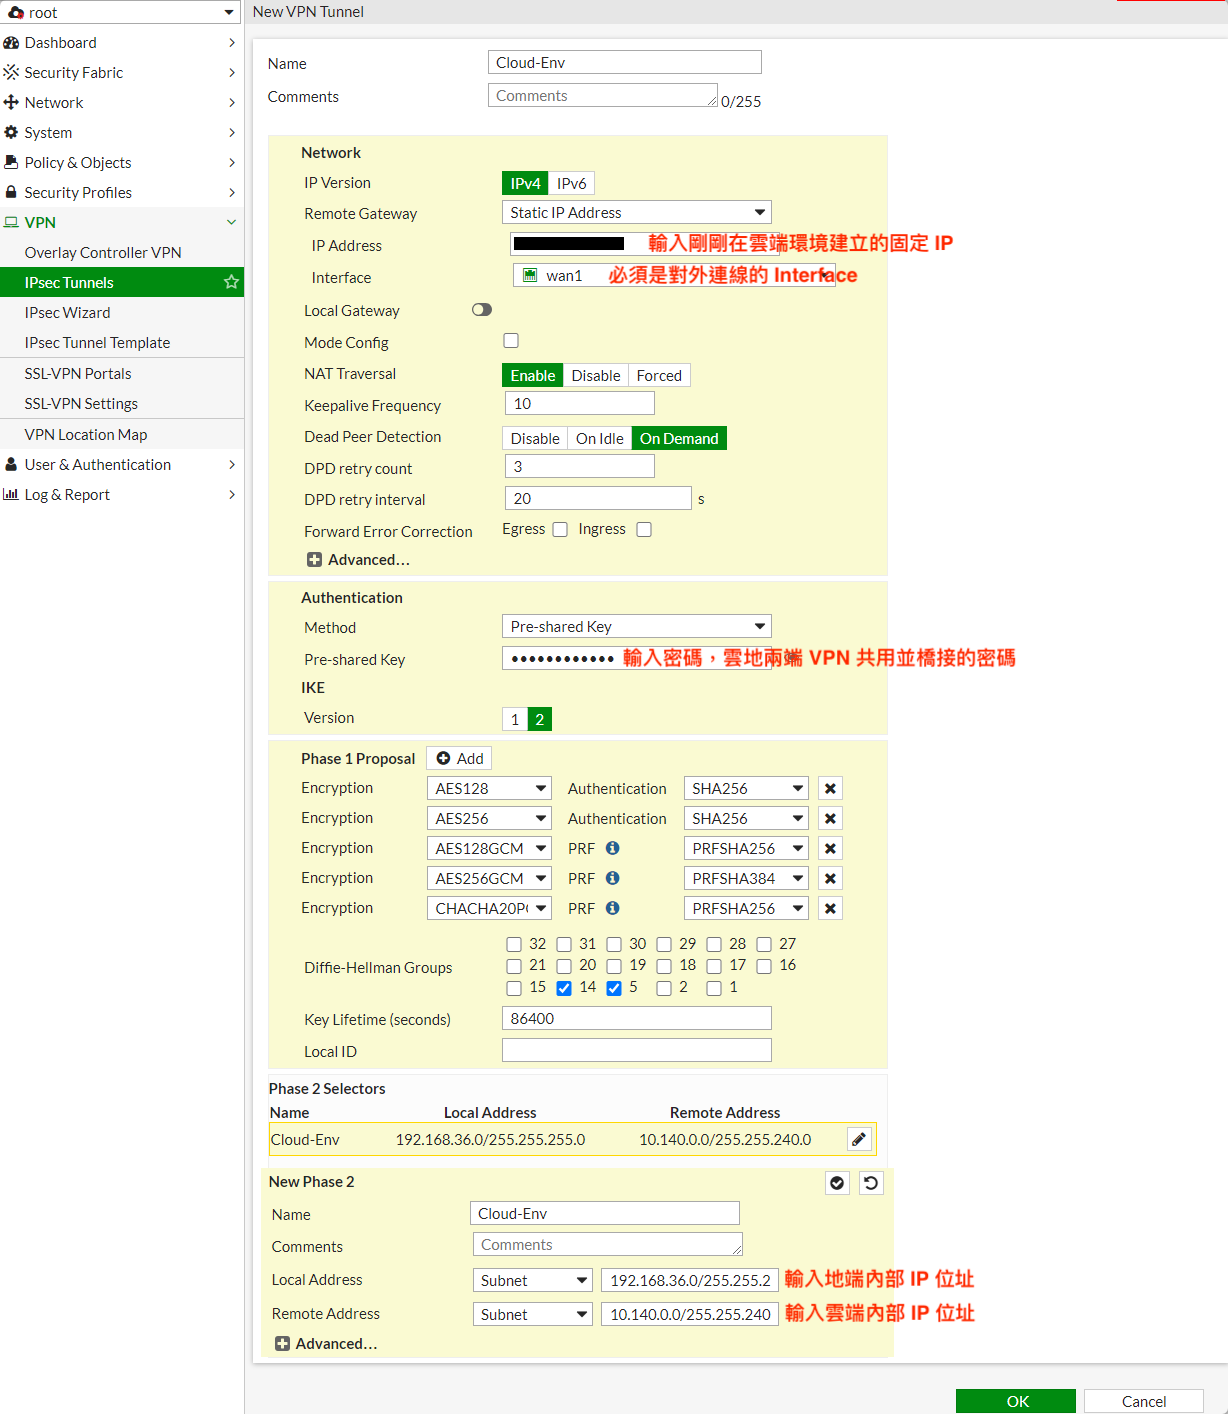 root
New VPN Tunnel
Dashboard
Security Fabric
Network
System
Policy & Objects
Security Profiles
VPN
Overlay Controller VPN
IPsec Tunnels
IPsec Wizard
IPsec Tunnel Template
SSL-VPN Portals
SSL-VPN Settings
VPN Location Map
User & Authentication
Log & Report
Name Cloud-Env
Comments Comments 0/255
Network
IP Version IPv4 IPv6
Remote Gateway Static IP Address
IP Address 輸入剛剛在雲端環境建立的固定 IP
Interface wan1 必須是對外連線的 Interface
Local Gateway
Mode Config
NAT Traversal Enable Disable Forced
Keepalive Frequency 10
Dead Peer Detection Disable On Idle On Demand
DPD retry count 3
DPD retry interval 20 s
Forward Error Correction Egress Ingress
Advanced...
Authentication
Method Pre-shared Key
Pre-shared Key •••••••••••• 輸入密碼，雲地兩端 VPN 共用並橋接的密碼
IKE
Version 1 2
Phase 1 Proposal Add
Encryption AES128 Authentication SHA256
Encryption AES256 Authentication SHA256
Encryption AES128GCM PRF PRFSHA256
Encryption AES256GCM PRF PRFSHA384
Encryption CHACHA20P PRF PRFSHA256
32 31 30 29 28 27
Diffie-Hellman Groups 21 20 19 18 17 16
15 14 5 2 1
Key Lifetime (seconds) 86400
Local ID
Phase 2 Selectors
Name Local Address Remote Address
Cloud-Env 192.168.36.0/255.255.255.0 10.140.0.0/255.255.240.0
New Phase 2
Name Cloud-Env
Comments Comments
Local Address Subnet 192.168.36.0/255.255.2 輸入地端內部 IP 位址
Remote Address Subnet 10.140.0.0/255.255.240 輸入雲端內部 IP 位址
Advanced...
OK Cancel